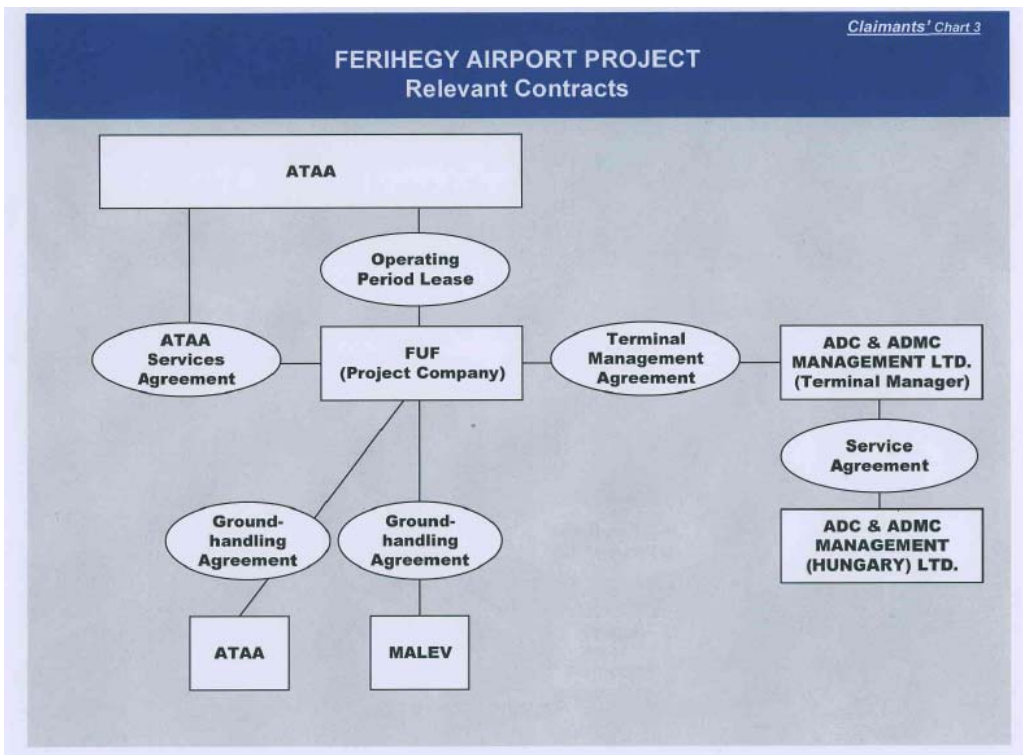 Claimants' Chart 3
FERIHEGY AIRPORT PROJECT
Relevant Contracts
ATAA
Operating
Period Lease
ATAA
Services
Agreement
FUF
(Project Company)
Terminal
Management
Agreement
ADC & ADMC
MANAGEMENT LTD.
(Terminal Manager)
Service
Agreement
Ground-
handling
Agreement
Ground-
handling
Agreement
ADC & ADMC
MANAGEMENT
(HUNGARY) LTD.
ATAA
MALEV